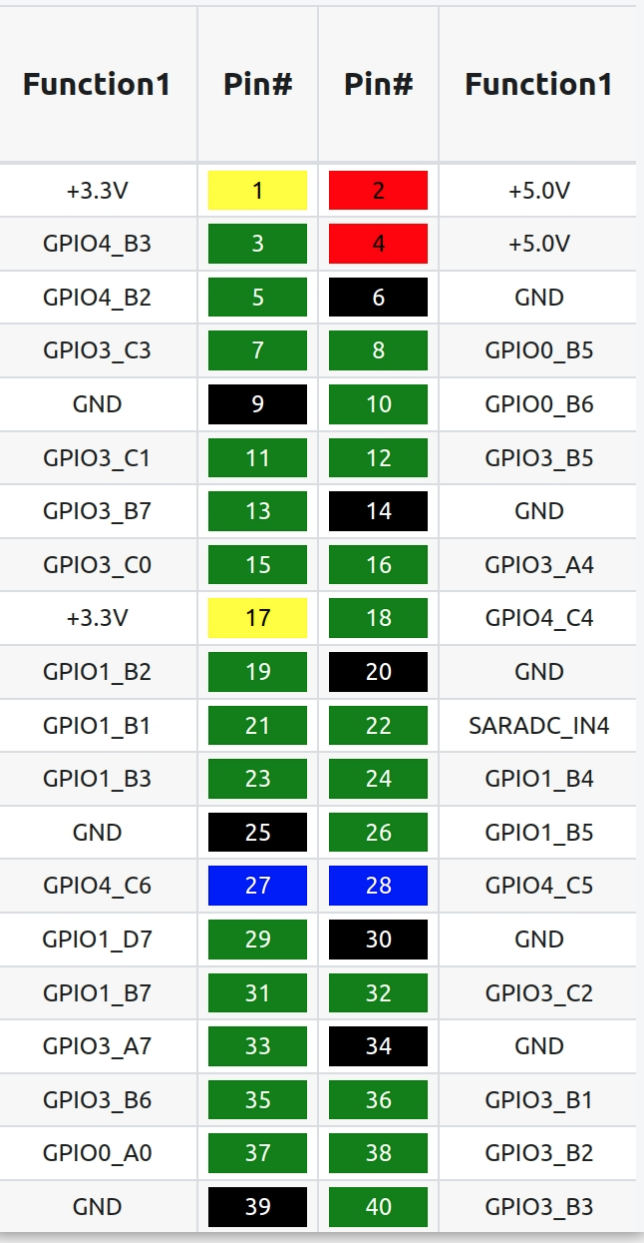 Function1 Pin# Pin# Function1
+3.3V 1 2 +5.0V
GPIO4_B3 3 4 +5.0V
GPIO4_B2 5 6 GND
GPIO3_C3 7 8 GPIO0_B5
GND 9 10 GPIO0_B6
GPIO3_C1 11 12 GPIO3_B5
GPIO3_B7 13 14 GND
GPIO3_C0 15 16 GPIO3_A4
+3.3V 17 18 GPIO4_C4
GPIO1_B2 19 20 GND
GPIO1_B1 21 22 SARADC_IN4
GPIO1_B3 23 24 GPIO1_B4
GND 25 26 GPIO1_B5
GPIO4_C6 27 28 GPIO4_C5
GPIO1_D7 29 30 GND
GPIO1_B7 31 32 GPIO3_C2
GPIO3_A7 33 34 GND
GPIO3_B6 35 36 GPIO3_B1
GPIO0_A0 37 38 GPIO3_B2
GND 39 40 GPIO3_B3